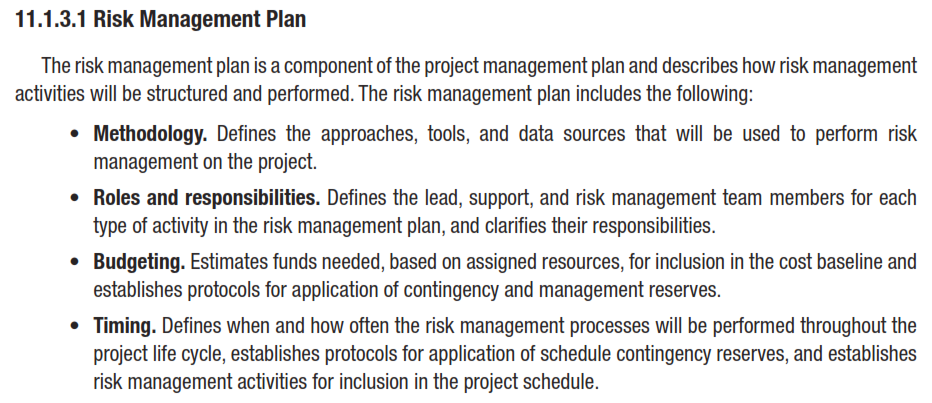 11.1.3.1 Risk Management Plan
The risk management plan is a component of the project management plan and describes how risk management
activities will be structured and performed. The risk management plan includes the following:
• Methodology. Defines the approaches, tools, and data sources that will be used to perform risk
management on the project.
• Roles and responsibilities. Defines the lead, support, and risk management team members for each
type of activity in the risk management plan, and clarifies their responsibilities.
• Budgeting. Estimates funds needed, based on assigned resources, for inclusion in the cost baseline and
establishes protocols for application of contingency and management reserves.
• Timing. Defines when and how often the risk management processes will be performed throughout the
project life cycle, establishes protocols for application of schedule contingency reserves, and establishes
risk management activities for inclusion in the project schedule.